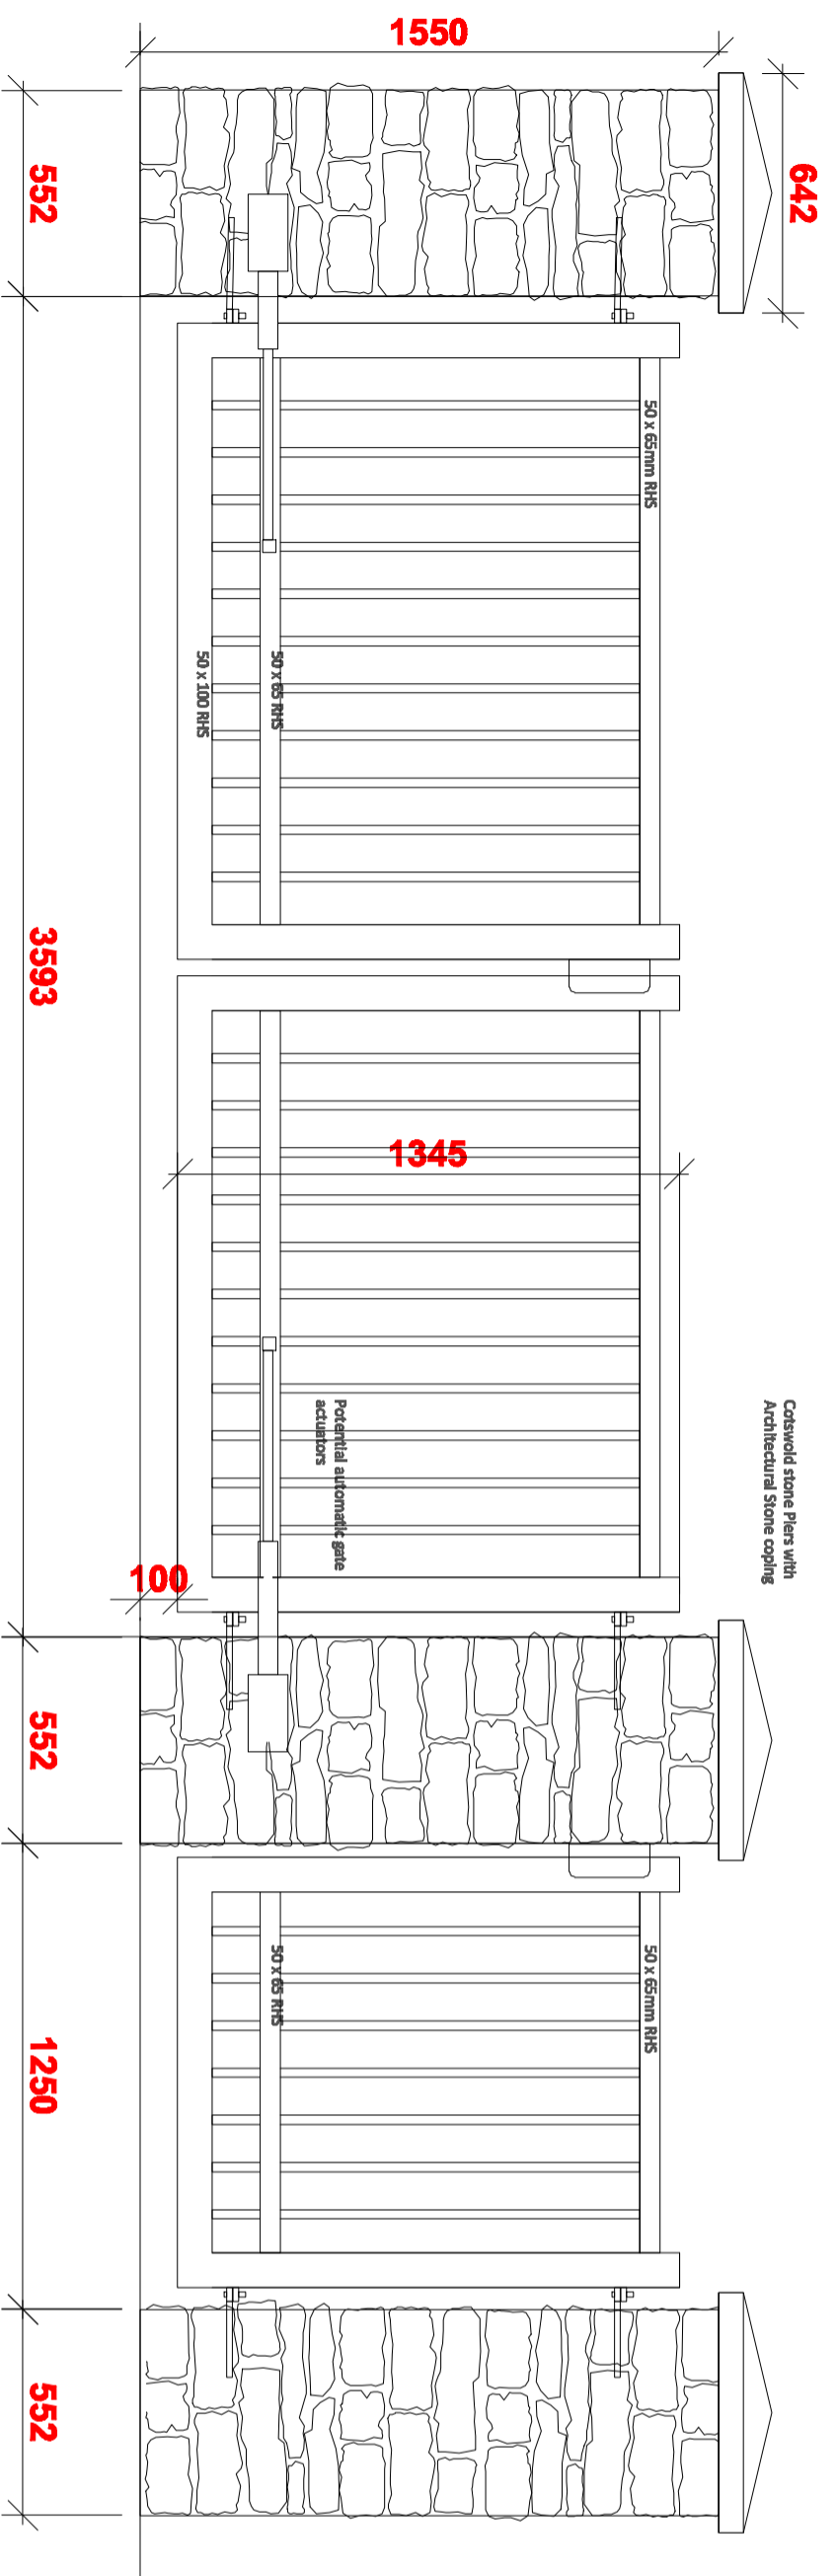 Cotswold stone Piers with
Architectural Stone coping
642
1550
50 x 65mm RHS
50 x 65 RHS
50 x 100 RHS
1345
Potential automatic gate
actuators
100
50 x 65mm RHS
50 x 65 RHS
552
3593
552
1250
552